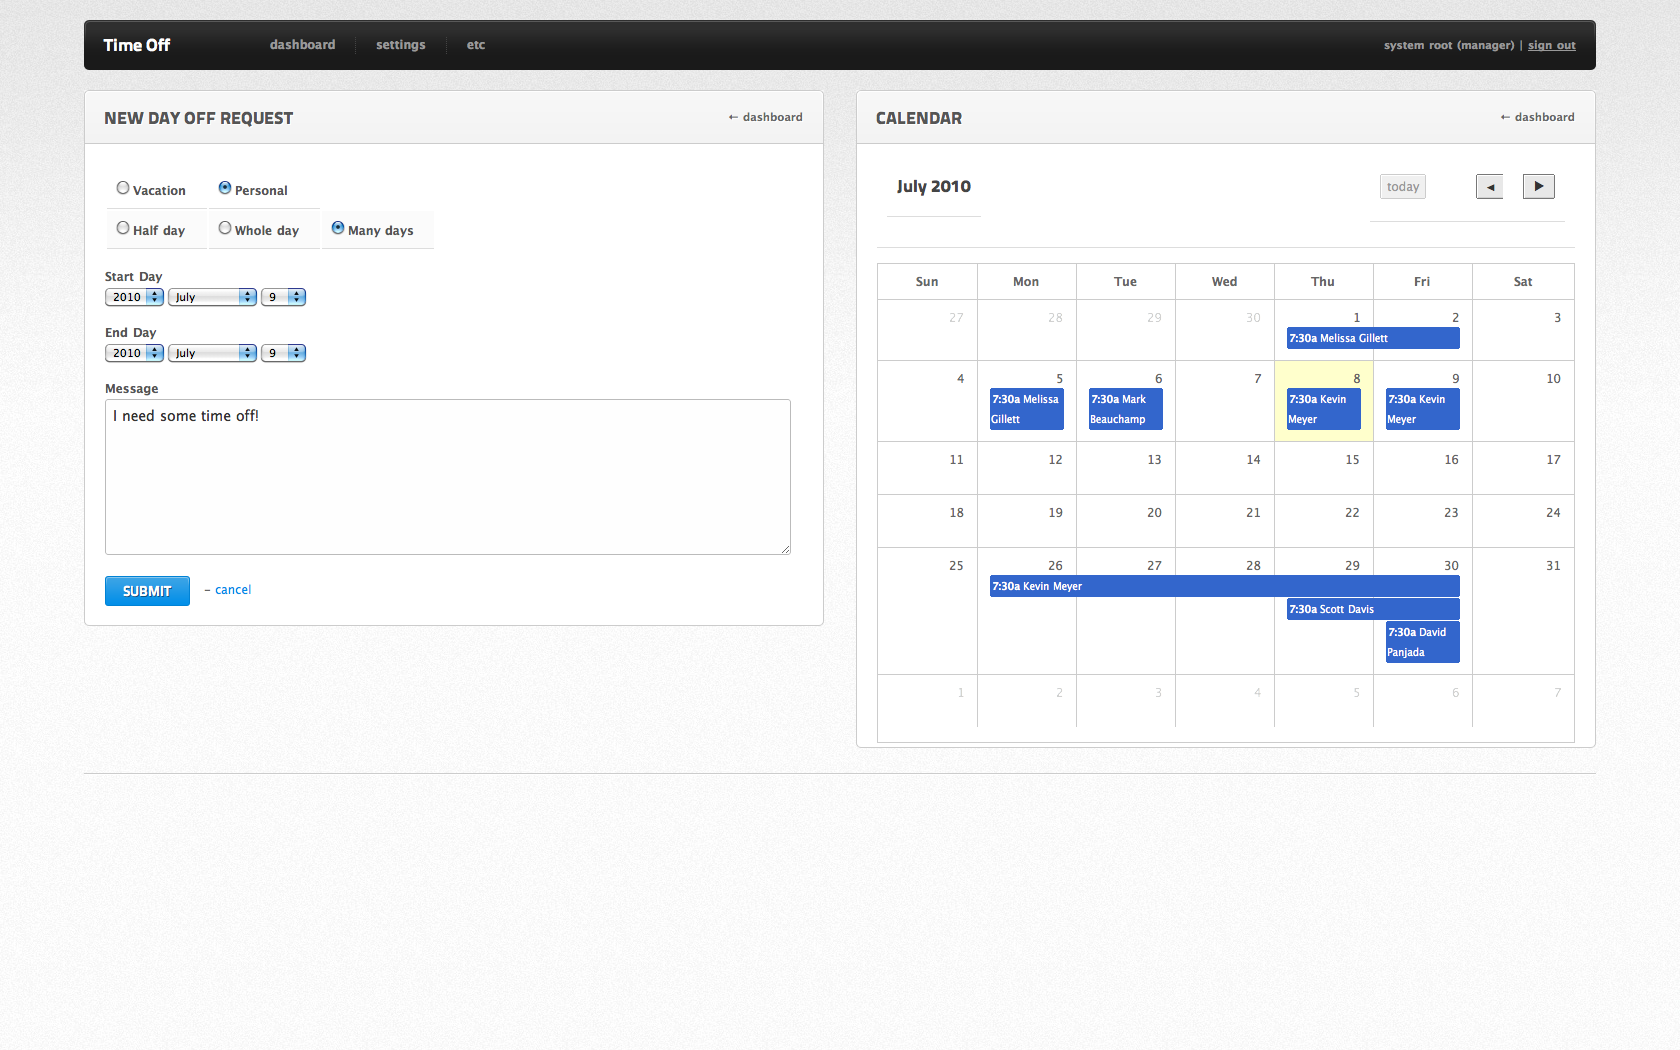 Time Off dashboard settings etc system root (manager) | sign out
NEW DAY OFF REQUEST ← dashboard
Vacation Personal
Half day Whole day Many days
Start Day
2010 July 9
End Day
2010 July 9
Message
I need some time off!
SUBMIT – cancel
CALENDAR ← dashboard
July 2010 today ◄ ►
Sun Mon Tue Wed Thu Fri Sat
27 28 29 30 1 2 3
7:30a Melissa Gillett
4 5 6 7 8 9 10
7:30a Melissa 7:30a Mark 7:30a Kevin 7:30a Kevin
Gillett Beauchamp Meyer Meyer
11 12 13 14 15 16 17
18 19 20 21 22 23 24
25 26 27 28 29 30 31
7:30a Kevin Meyer
7:30a Scott Davis
7:30a David
Panjada
1 2 3 4 5 6 7